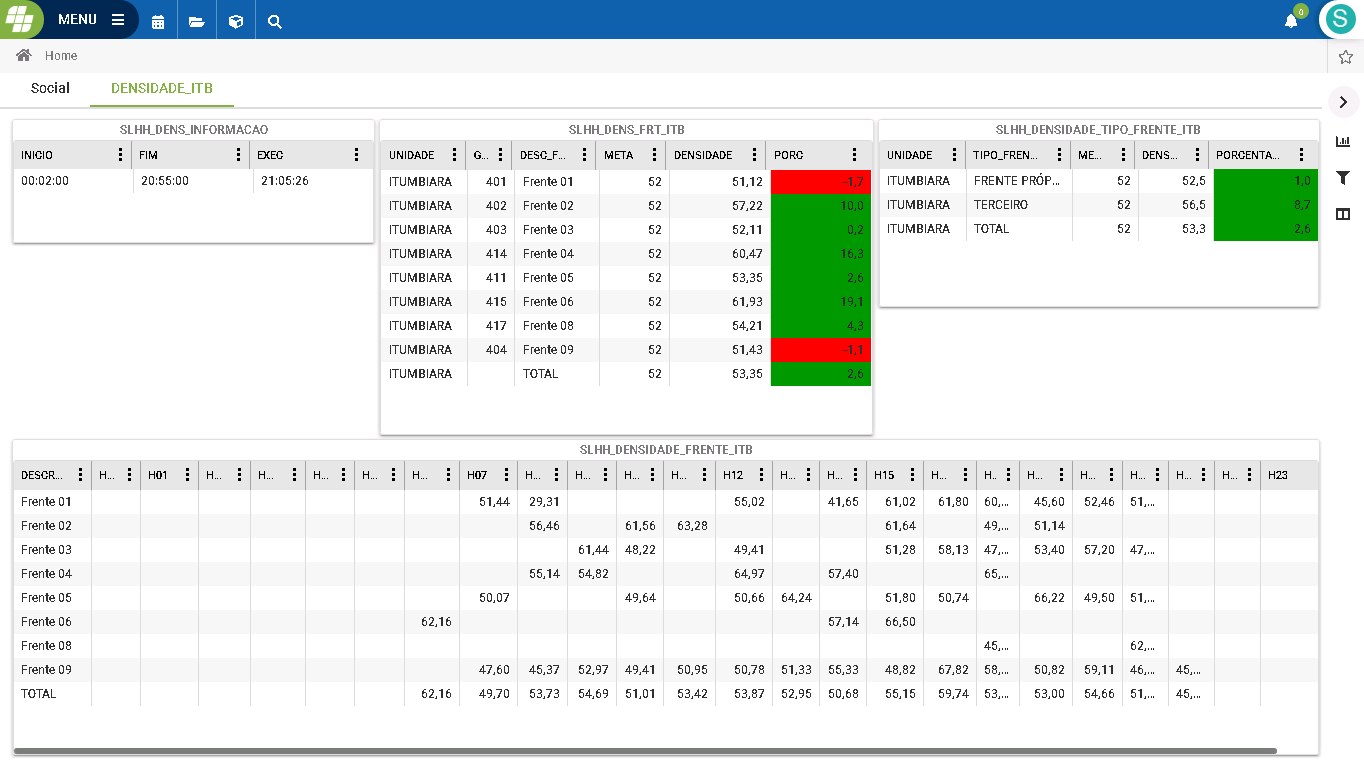 MENU
0
S
Home
Social DENSIDADE_ITB
SLHH_DENS_INFORMACAO
INICIO FIM EXEC
00:02:00 20:55:00 21:05:26
SLHH_DENS_FRT_ITB
UNIDADE G... DESC_F... META DENSIDADE PORC
ITUMBIARA 401 Frente 01 52 51,12 -1,7
ITUMBIARA 402 Frente 02 52 57,22 10,0
ITUMBIARA 403 Frente 03 52 52,11 0,2
ITUMBIARA 414 Frente 04 52 60,47 16,3
ITUMBIARA 411 Frente 05 52 53,35 2,6
ITUMBIARA 415 Frente 06 52 61,93 19,1
ITUMBIARA 417 Frente 08 52 54,21 4,3
ITUMBIARA 404 Frente 09 52 51,43 -1,1
ITUMBIARA TOTAL 52 53,35 2,6
SLHH_DENSIDADE_TIPO_FRENTE_ITB
UNIDADE TIPO_FREN... ME... DENS... PORCENTA...
ITUMBIARA FRENTE PRÓP... 52 52,5 1,0
ITUMBIARA TERCEIRO 52 56,5 8,7
ITUMBIARA TOTAL 52 53,3 2,6
SLHH_DENSIDADE_FRENTE_ITB
DESCR... H... H01 H... H... H... H... H... H07 H... H... H... H... H12 H... H... H15 H... H... H... H... H... H... H... H23
Frente 01 51,44 29,31 55,02 41,65 61,02 61,80 60,... 45,60 52,46 51,...
Frente 02 56,46 61,56 63,28 61,64 49,... 51,14
Frente 03 61,44 48,22 49,41 51,28 58,13 47,... 53,40 57,20 47,...
Frente 04 55,14 54,82 64,97 57,40 65,...
Frente 05 50,07 49,64 50,66 64,24 51,80 50,74 66,22 49,50 51,...
Frente 06 62,16 57,14 66,50
Frente 08 45,... 62,...
Frente 09 47,60 45,37 52,97 49,41 50,95 50,78 51,33 55,33 48,82 67,82 58,... 50,82 59,11 46,... 45,...
TOTAL 62,16 49,70 53,73 54,69 51,01 53,42 53,87 52,95 50,68 55,15 59,74 53,... 53,00 54,66 51,... 45,...